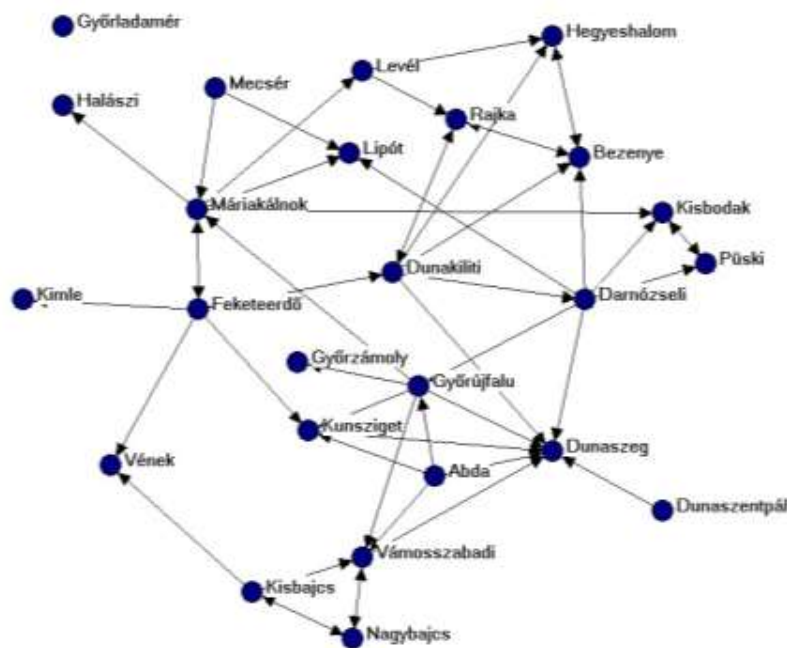 Győrladamér
Hegyeshalom
Levél
Mecsér
Halászi
Rajka
Lipót
Bezenye
Máriakálnok
Kisbodak
Püski
Dunakiliti
Kimle
Feketeerdő
Darnózseli
Győrzámoly
Győrújfalu
Kunsziget
Dunaszeg
Vének
Abda
Dunaszentpál
Vámosszabadi
Kisbajcs
Nagybajcs